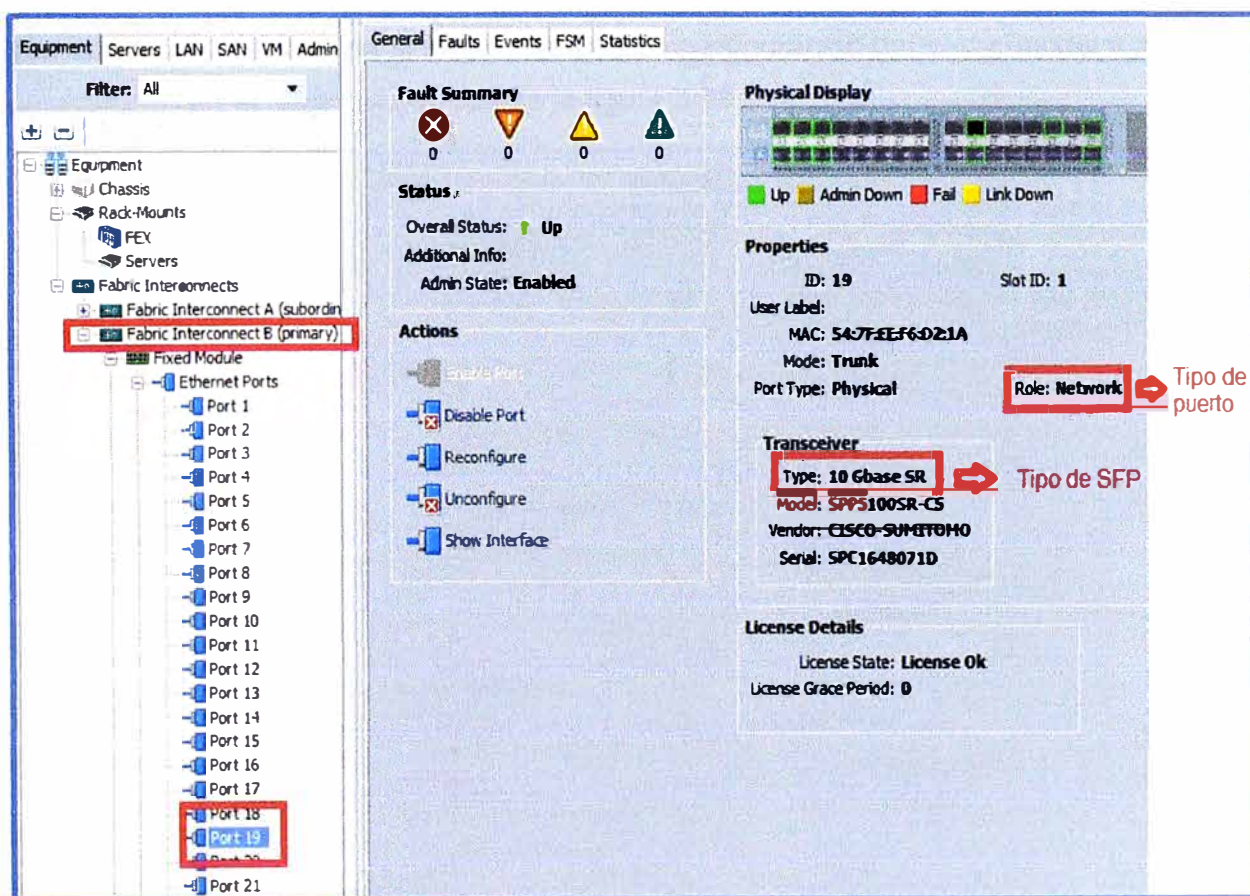 Equipment Servers LAN SAN VM Admin
Filter: All
Equipment
Chassis
Rack-Mounts
FEX
Servers
Fabric Interconnects
Fabric Interconnect A (subordin
Fabric Interconnect B (primary)
Fixed Module
Ethernet Ports
Port 1
Port 2
Port 3
Port 4
Port 5
Port 6
Port 7
Port 8
Port 9
Port 10
Port 11
Port 12
Port 13
Port 14
Port 15
Port 16
Port 17
Port 18
Port 19
Port 20
Port 21
General Faults Events FSM Statistics
Fault Summary
0 0 0 0
Status
Overall Status: Up
Additional Info:
Admin State: Enabled
Actions
Enable Port
Disable Port
Reconfigure
Unconfigure
Show Interface
Physical Display
Up Admin Down Fail Link Down
Properties
ID: 19 Slot ID: 1
User Label:
MAC: 54:7F:EE:F6:D2:1A
Mode: Trunk
Port Type: Physical Role: Network
Tipo de
puerto
Transceiver
Type: 10 Gbase SR
Tipo de SFP
Model: SPP5100SR-C5
Vendor: CISCO-SUMITOMO
Serial: SPC1648071D
License Details
License State: License Ok
License Grace Period: 0